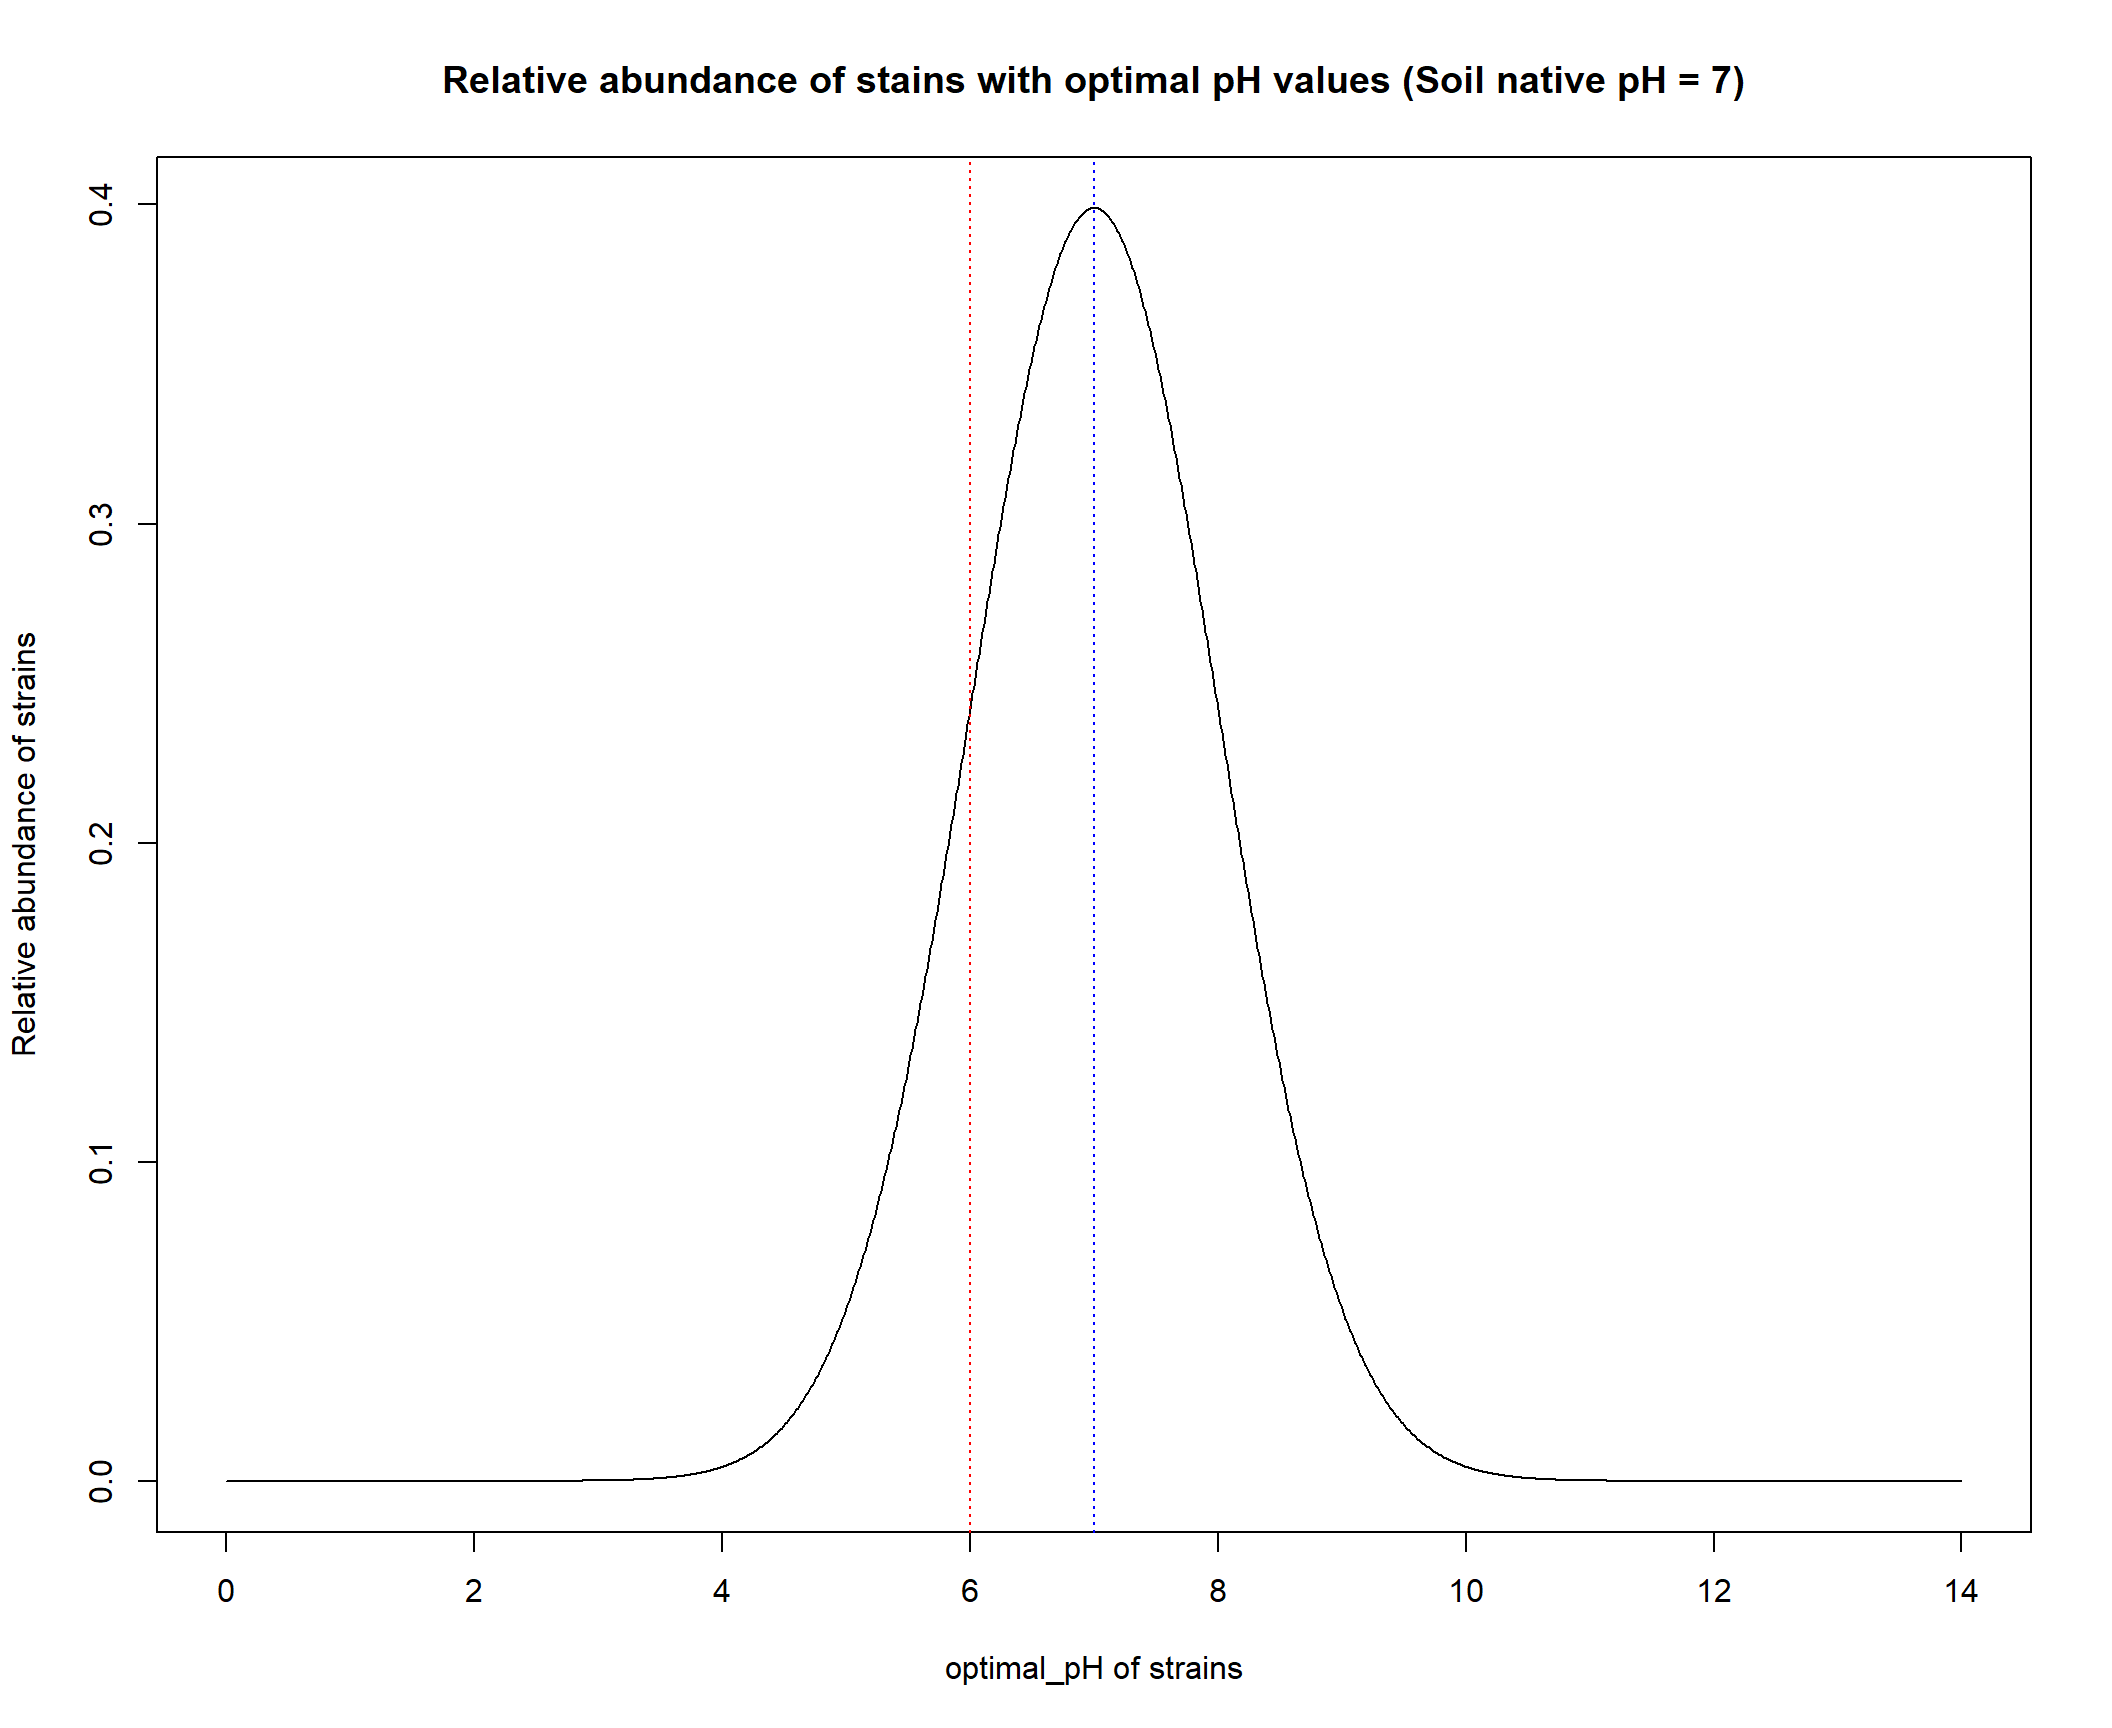 Relative abundance of stains with optimal pH values (Soil native pH = 7)
Relative abundance of strains
0.4
0.3
0.2
0.1
0.0
0 2 4 6 8 10 12 14
optimal_pH of strains